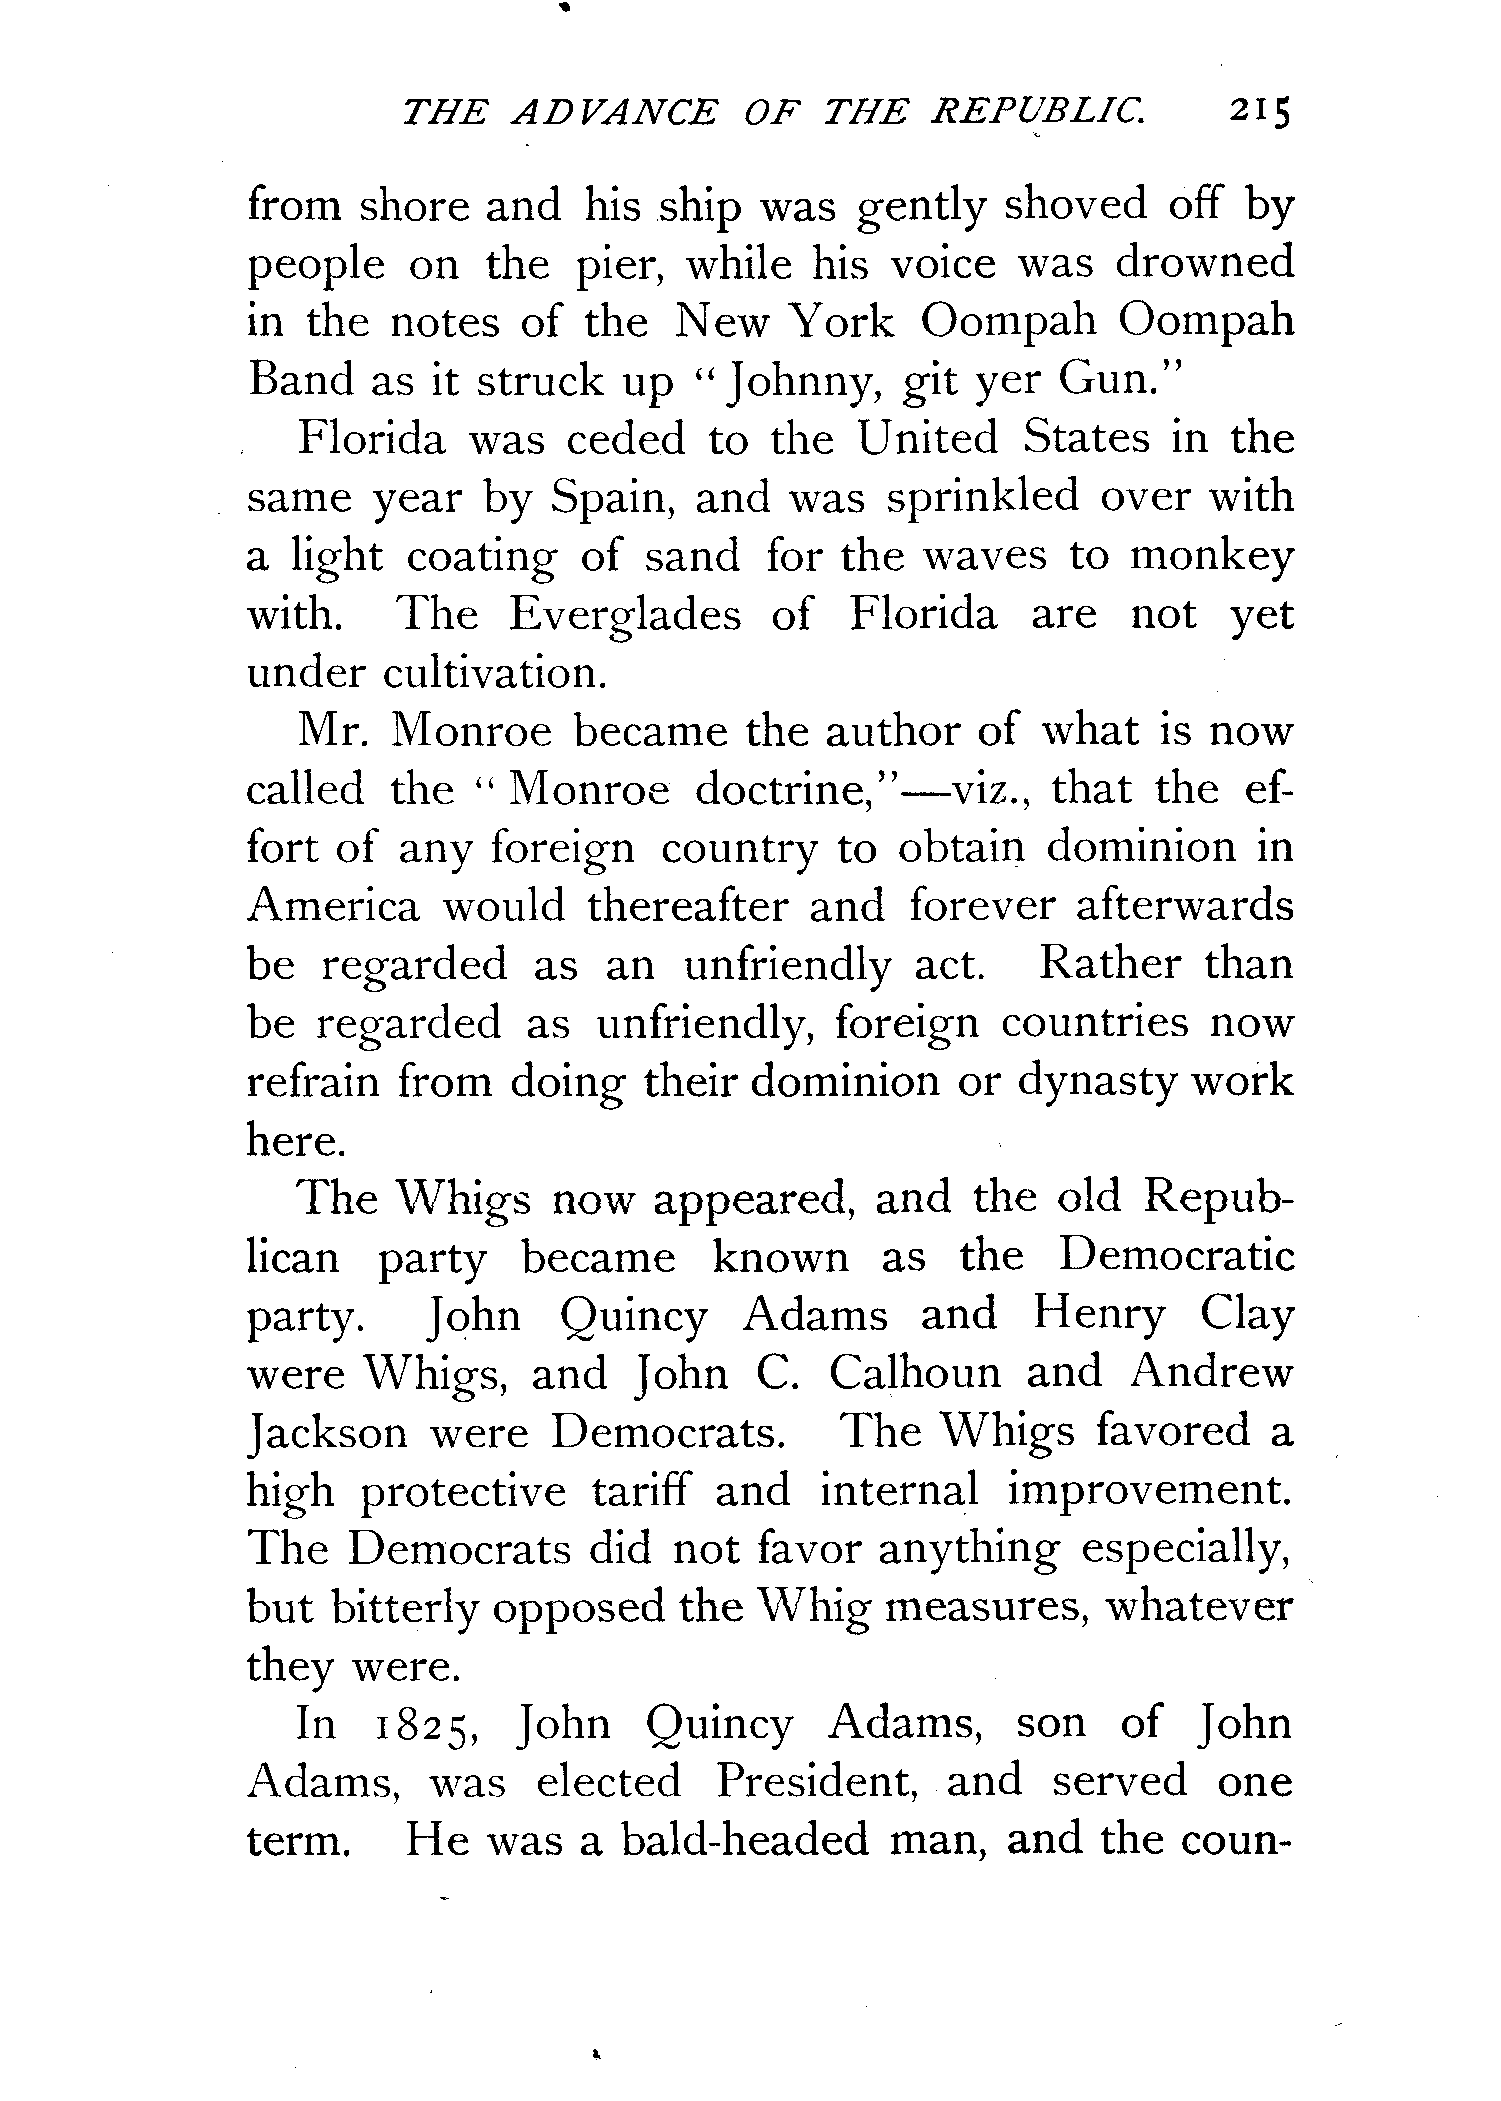 THE ADVANCE OF THE REPUBLIC. 215
from shore and his ship was gently shoved off by
people on the pier, while his voice was drowned
in the notes of the New York Oompah Oompah
Band as it struck up “Johnny, git yer Gun.”
Florida was ceded to the United States in the
same year by Spain, and was sprinkled over with
a light coating of sand for the waves to monkey
with. The Everglades of Florida are not yet
under cultivation.
Mr. Monroe became the author of what is now
called the “Monroe doctrine,”—viz., that the ef-
fort of any foreign country to obtain dominion in
America would thereafter and forever afterwards
be regarded as an unfriendly act. Rather than
be regarded as unfriendly, foreign countries now
refrain from doing their dominion or dynasty work
here.
The Whigs now appeared, and the old Repub-
lican party became known as the Democratic
party. John Quincy Adams and Henry Clay
were Whigs, and John C. Calhoun and Andrew
Jackson were Democrats. The Whigs favored a
high protective tariff and internal improvement.
The Democrats did not favor anything especially,
but bitterly opposed the Whig measures, whatever
they were.
In 1825, John Quincy Adams, son of John
Adams, was elected President, and served one
term. He was a bald-headed man, and the coun-